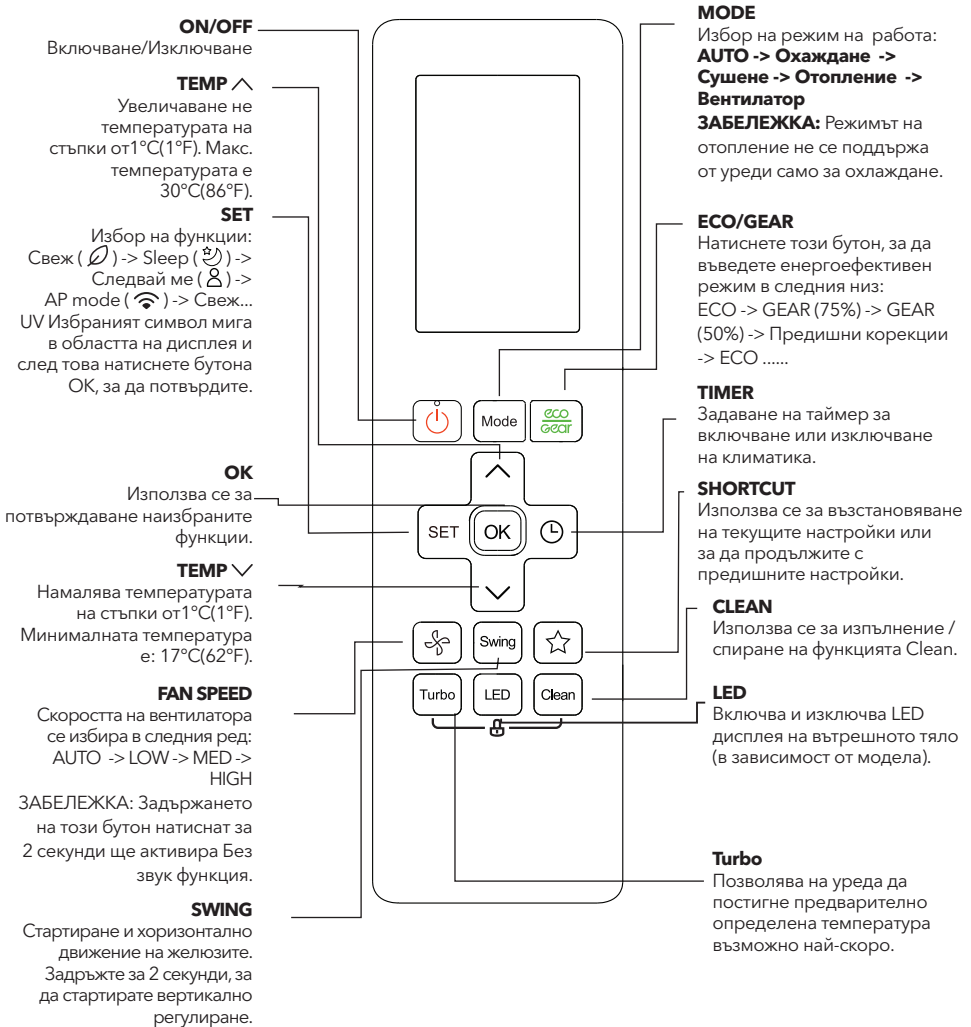 ON/OFF
Включване/Изключване
TEMP ︿
Увеличаване не
температурата на
стъпки от1°C(1°F). Макс.
температурата е
30°C(86°F).
SET
Избор на функции:
Свеж ( ) -> Sleep ( ) ->
Следвай ме ( ) ->
AP mode ( ) -> Свеж...
UV Избраният символ мига
в областта на дисплея и
след това натиснете бутона
OK, за да потвърдите.
OK
Използва се за
потвърждаване наизбраните
функции.
TEMP ﹀
Намалява температурата
на стъпки от1°C(1°F).
Минималната температура
е: 17°C(62°F).
FAN SPEED
Скоростта на вентилатора
се избира в следния ред:
AUTO -> LOW -> MED ->
HIGH
ЗАБЕЛЕЖКА: Задържането
на този бутон натиснат за
2 секунди ще активира Без
звук функция.
SWING
Стартиране и хоризонтално
движение на желюзите.
Задръжте за 2 секунди, за
да стартирате вертикално
регулиране.
Mode
eco
Gear
SET
OK
Swing
Turbo
LED
Clean
MODE
Избор на режим на работа:
AUTO -> Охаждане ->
Сушене -> Отопление ->
Вентилатор
ЗАБЕЛЕЖКА: Режимът на
отопление не се поддържа
от уреди само за охлаждане.
ECO/GEAR
Натиснете този бутон, за да
въведете енергоефективен
режим в следния низ:
ECO -> GEAR (75%) -> GEAR
(50%) -> Предишни корекции
-> ECO ......
TIMER
Задаване на таймер за
включване или изключване
на климатика.
SHORTCUT
Използва се за възстановяване
на текущите настройки или
за да продължите с
предишните настройки.
CLEAN
Използва се за изпълнение /
спиране на функцията Clean.
LED
Включва и изключва LED
дисплея на вътрешното тяло
(в зависимост от модела).
Turbo
Позволява на уреда да
постигне предварително
определена температура
възможно най-скоро.